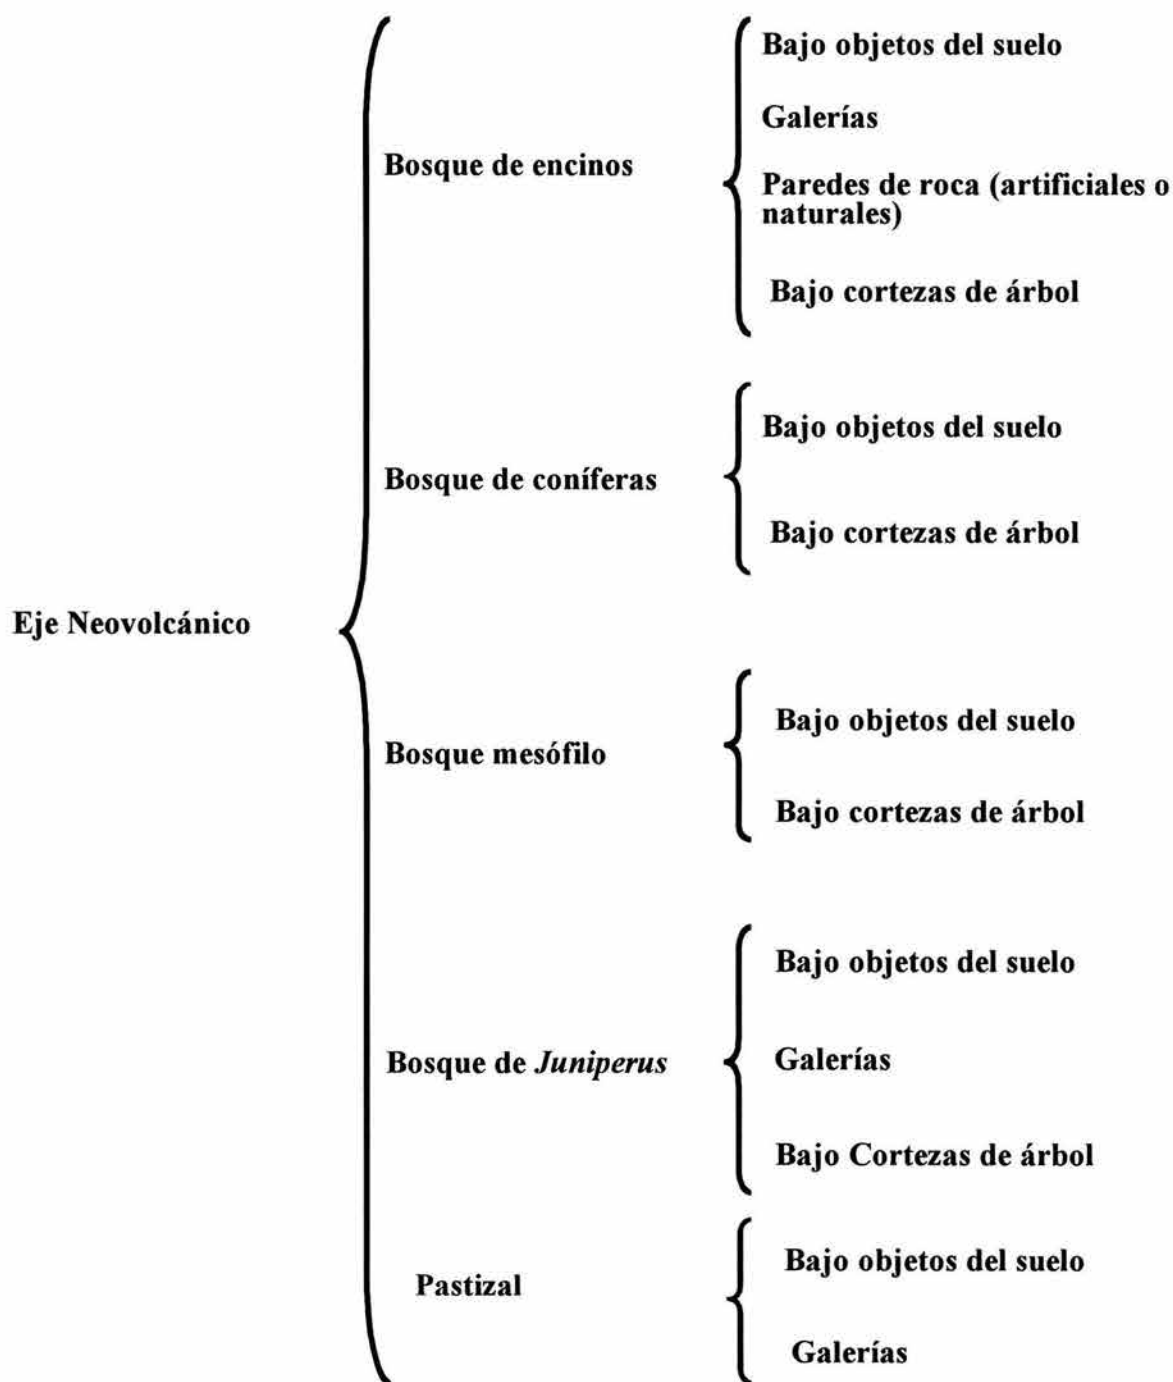 Eje Neovolcánico
Bosque de encinos
Bajo objetos del suelo
Galerías
Paredes de roca (artificiales o
naturales)
Bajo cortezas de árbol
Bosque de coníferas
Bajo objetos del suelo
Bajo cortezas de árbol
Bosque mesófilo
Bajo objetos del suelo
Bajo cortezas de árbol
Bosque de Juniperus
Bajo objetos del suelo
Galerías
Bajo Cortezas de árbol
Pastizal
Bajo objetos del suelo
Galerías